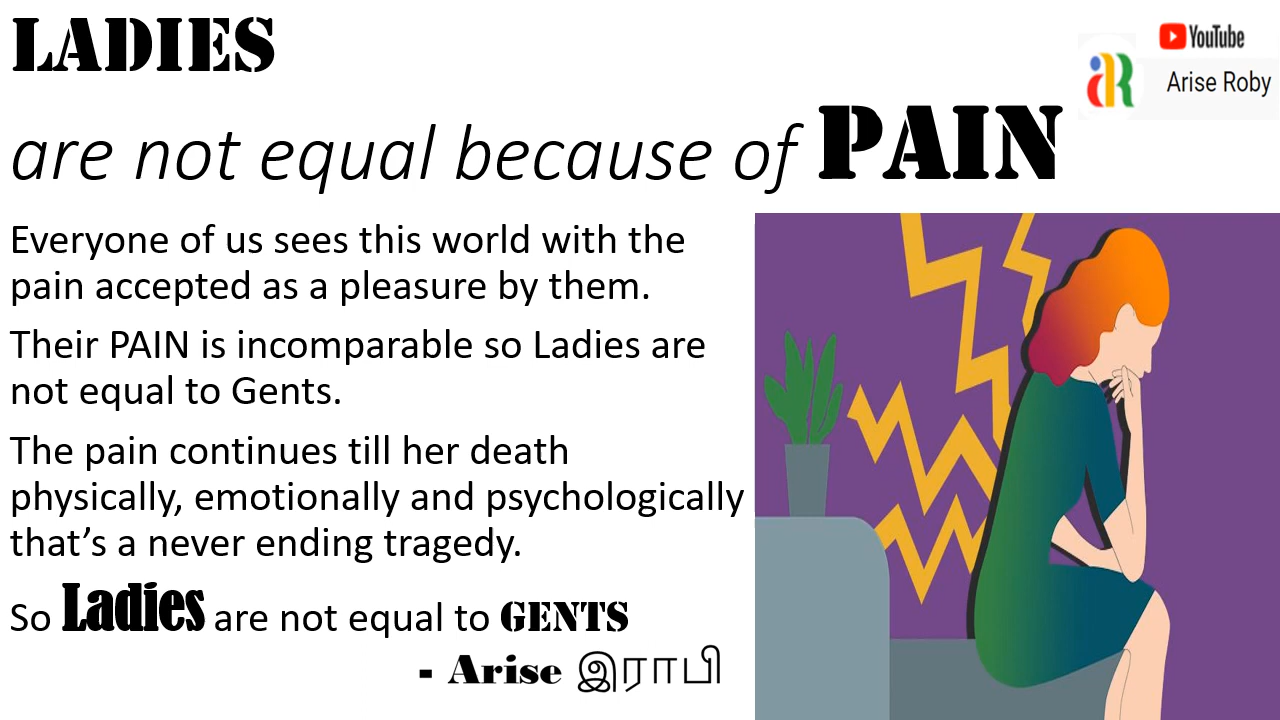 LADIES
YouTube
Arise Roby
are not equal because of PAIN
Everyone of us sees this world with the
pain accepted as a pleasure by them.
Their PAIN is incomparable so Ladies are
not equal to Gents.
The pain continues till her death
physically, emotionally and psychologically
that’s a never ending tragedy.
So Ladies are not equal to GENTS
- Arise இராபி